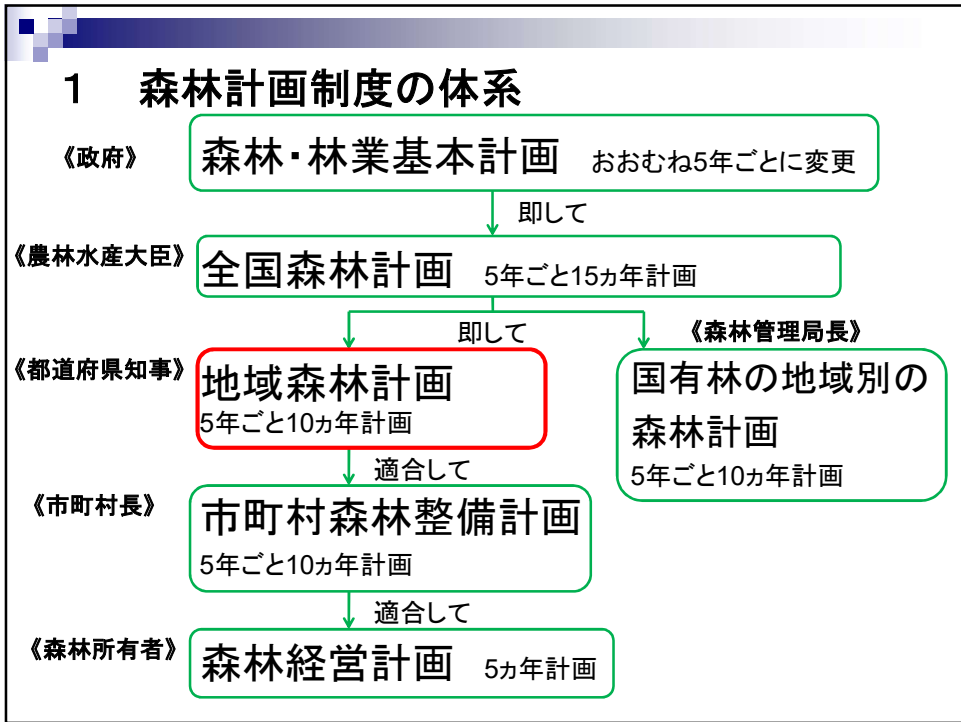 1 森林計画制度の体系
《政府》
森林・林業基本計画 おおむね5年ごとに変更
即して
《農林水産大臣》
全国森林計画 5年ごと15ヵ年計画
即して
《森林管理局長》
《都道府県知事》
地域森林計画
5年ごと10ヵ年計画
国有林の地域別の
森林計画
5年ごと10ヵ年計画
適合して
《市町村長》
市町村森林整備計画
5年ごと10ヵ年計画
適合して
《森林所有者》
森林経営計画 5ヵ年計画